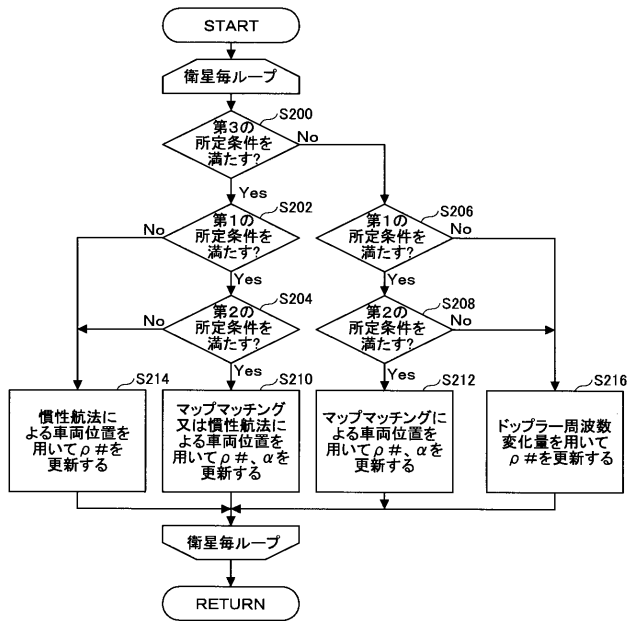 START
衛星毎ループ
S200
第3の
所定条件を
満たす?
No
Yes
S202
第1の
所定条件を
満たす?
No
Yes
S206
第1の
所定条件を
満たす?
No
Yes
S204
第2の
所定条件を
満たす?
No
Yes
S208
第2の
所定条件を
満たす?
No
Yes
S214
慣性航法に
よる車両位置を
用いてρ#を
更新する
S210
マップマッチング
又は慣性航法に
よる車両位置を
用いてρ#、αを
更新する
S212
マップマッチングに
よる車両位置を
用いてρ#、αを
更新する
S216
ドップラー周波数
変化量を用いて
ρ#を更新する
衛星毎ループ
RETURN